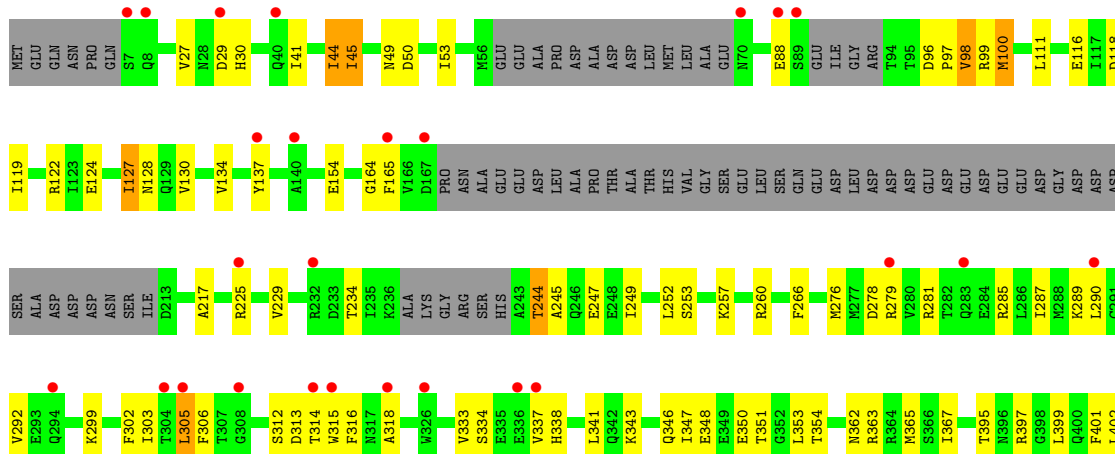 MET GLU GLN ASN PRO GLN S7 Q8 V27 N28 D29 H30 Q40 I41 I44 I45 N49 D50 I53 M56 GLU GLU ALA PRO ASP ALA ASP ASP LEU MET LEU ALA GLU N70 E88 S89 GLU ILE GLY ARG T94 T95 D96 P97 V98 R99 M100 L111 E116 I117 D118
I119 R122 I123 E124 I127 N128 Q129 V130 V134 Y137 A140 E154 G164 F165 V166 D167 PRO ASN ALA GLU GLU ASP LEU ALA PRO THR ALA THR HIS VAL GLY SER GLU LEU SER GLN GLU ASP LEU ASP ASP ASP GLU ASP GLU ASP GLU GLU ASP GLY ASP ASP ASP
SER ALA ASP ASP ASP ASN SER ILE D213 A217 R225 V229 R232 D233 T234 I235 K236 ALA LYS GLY ARG SER HIS A243 T244 A245 Q246 E247 E248 I249 L252 S253 K257 R260 F266 M276 M277 D278 R279 V280 R281 T282 Q283 E284 R285 L286 I287 M288 K289 L290
V292 E293 Q294 K299 F302 I303 T304 L305 F306 T307 G308 S312 D313 T314 W315 F316 N317 A318 W326 V333 S334 E335 E336 V337 H338 L341 Q342 K343 Q346 I347 E348 E349 E350 T351 G352 L353 T354 N362 R363 R364 M365 S366 I367 T395 N396 R397 G398 L399 Q400 F401 L402